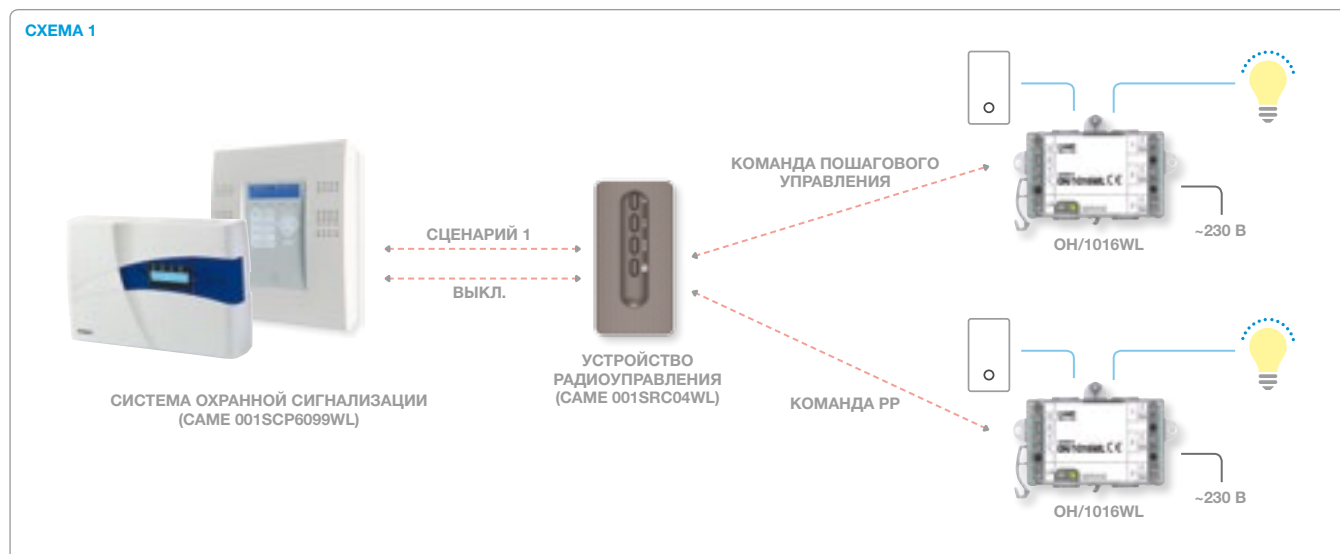 СХЕМА 1
КОМАНДА ПОШАГОВОГО
УПРАВЛЕНИЯ
СЦЕНАРИЙ 1
ВЫКЛ.
~230 В
OH/1016WL
УСТРОЙСТВО
РАДИОУПРАВЛЕНИЯ
(CAME 001SRC04WL)
СИСТЕМА ОХРАННОЙ СИГНАЛИЗАЦИИ
(CAME 001SCP6099WL)
КОМАНДА PP
~230 В
OH/1016WL